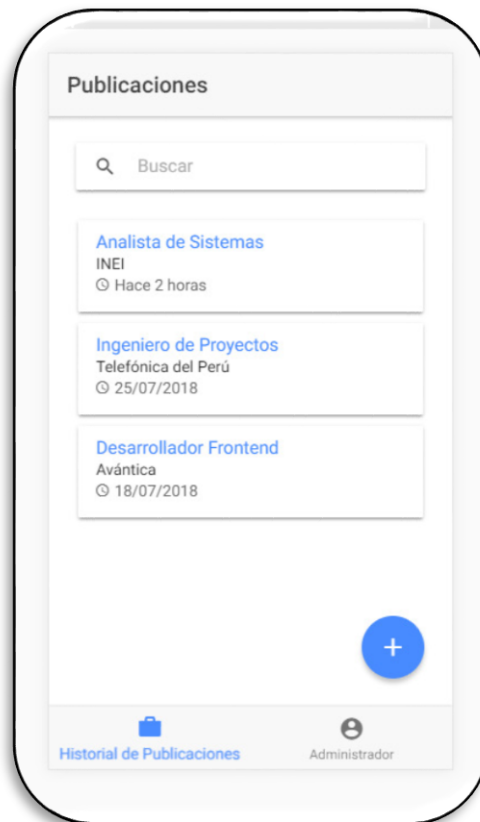 Publicaciones
Buscar
Analista de Sistemas
INEI
Hace 2 horas
Ingeniero de Proyectos
Telefónica del Perú
25/07/2018
Desarrollador Frontend
Avántica
18/07/2018
+
Historial de Publicaciones
Administrador